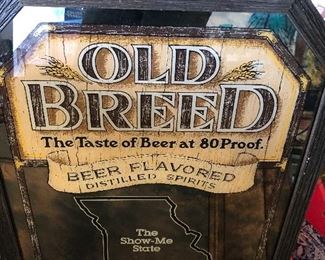 OLD
BREED
The Taste of Beer at 80 Proof.
BEER FLAVORED
DISTILLED SPIRITS
The
Show-Me
State